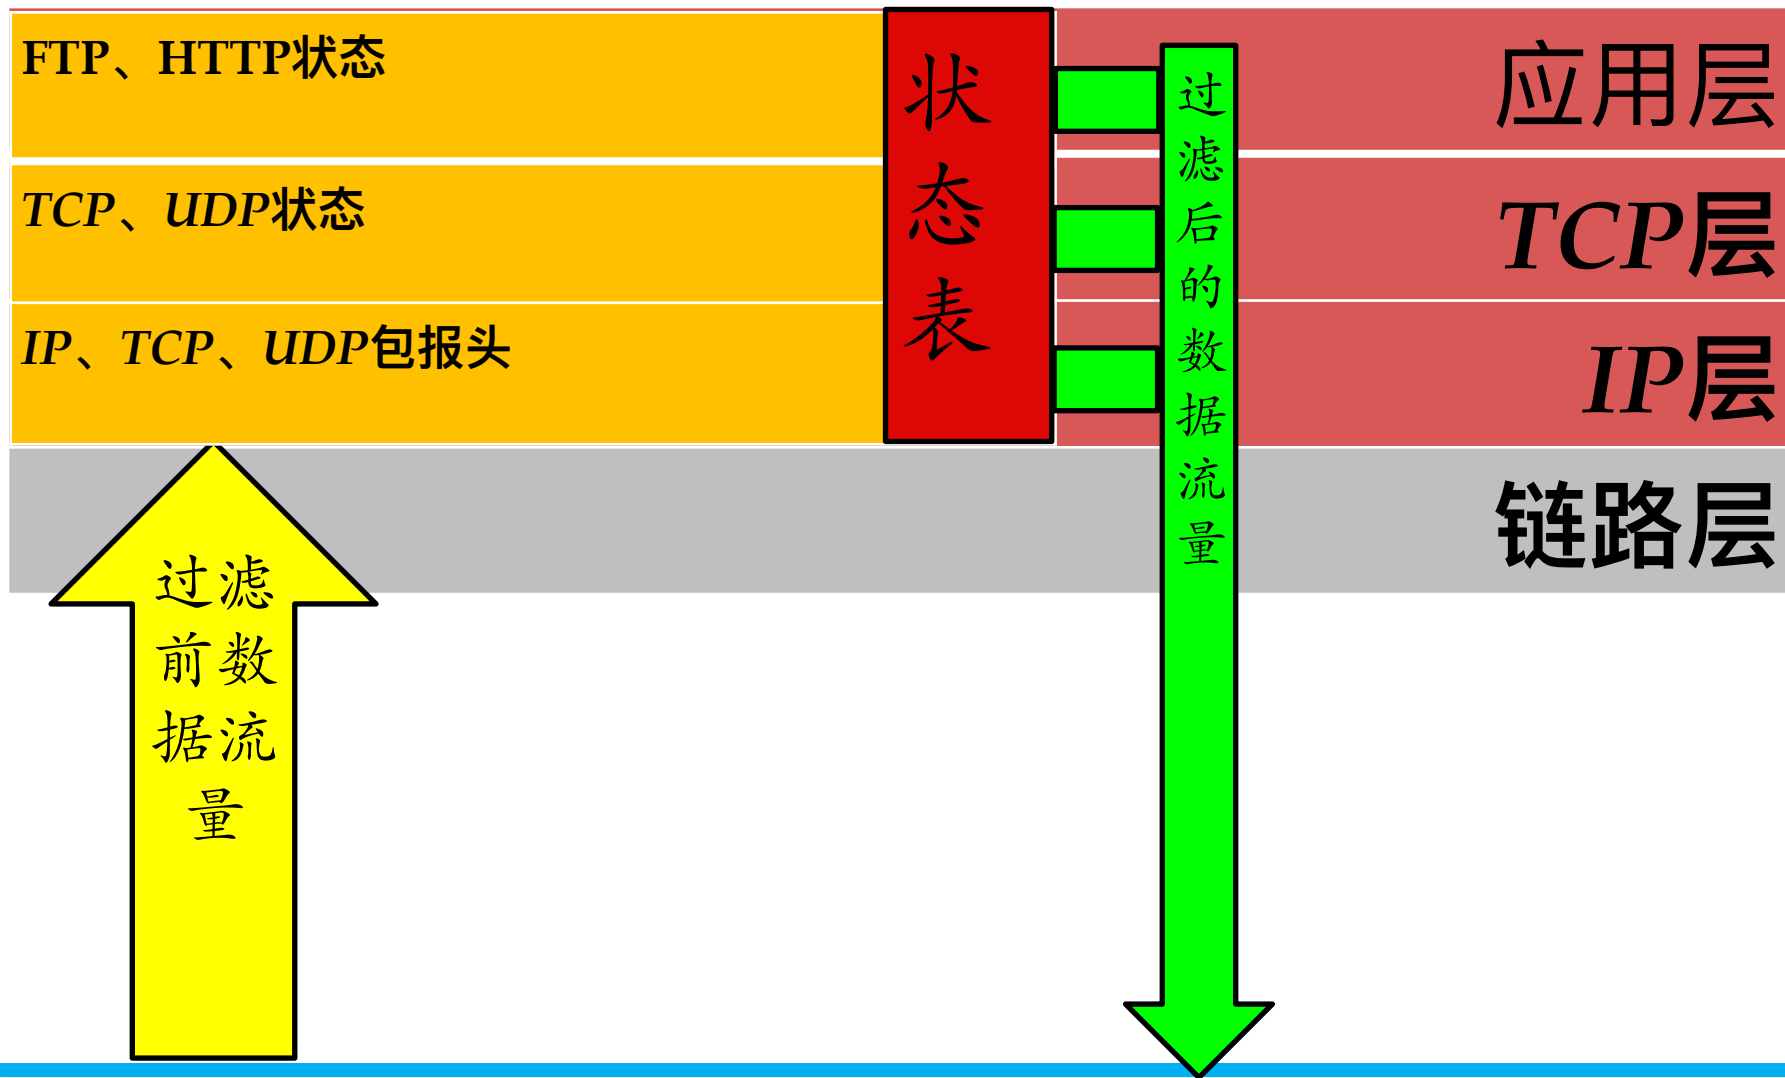 FTP、HTTP状态
状态表
过滤后的数据流量
应用层
TCP、UDP状态
TCP层
IP、TCP、UDP包报头
IP层
链路层
过滤
前数
据流
量